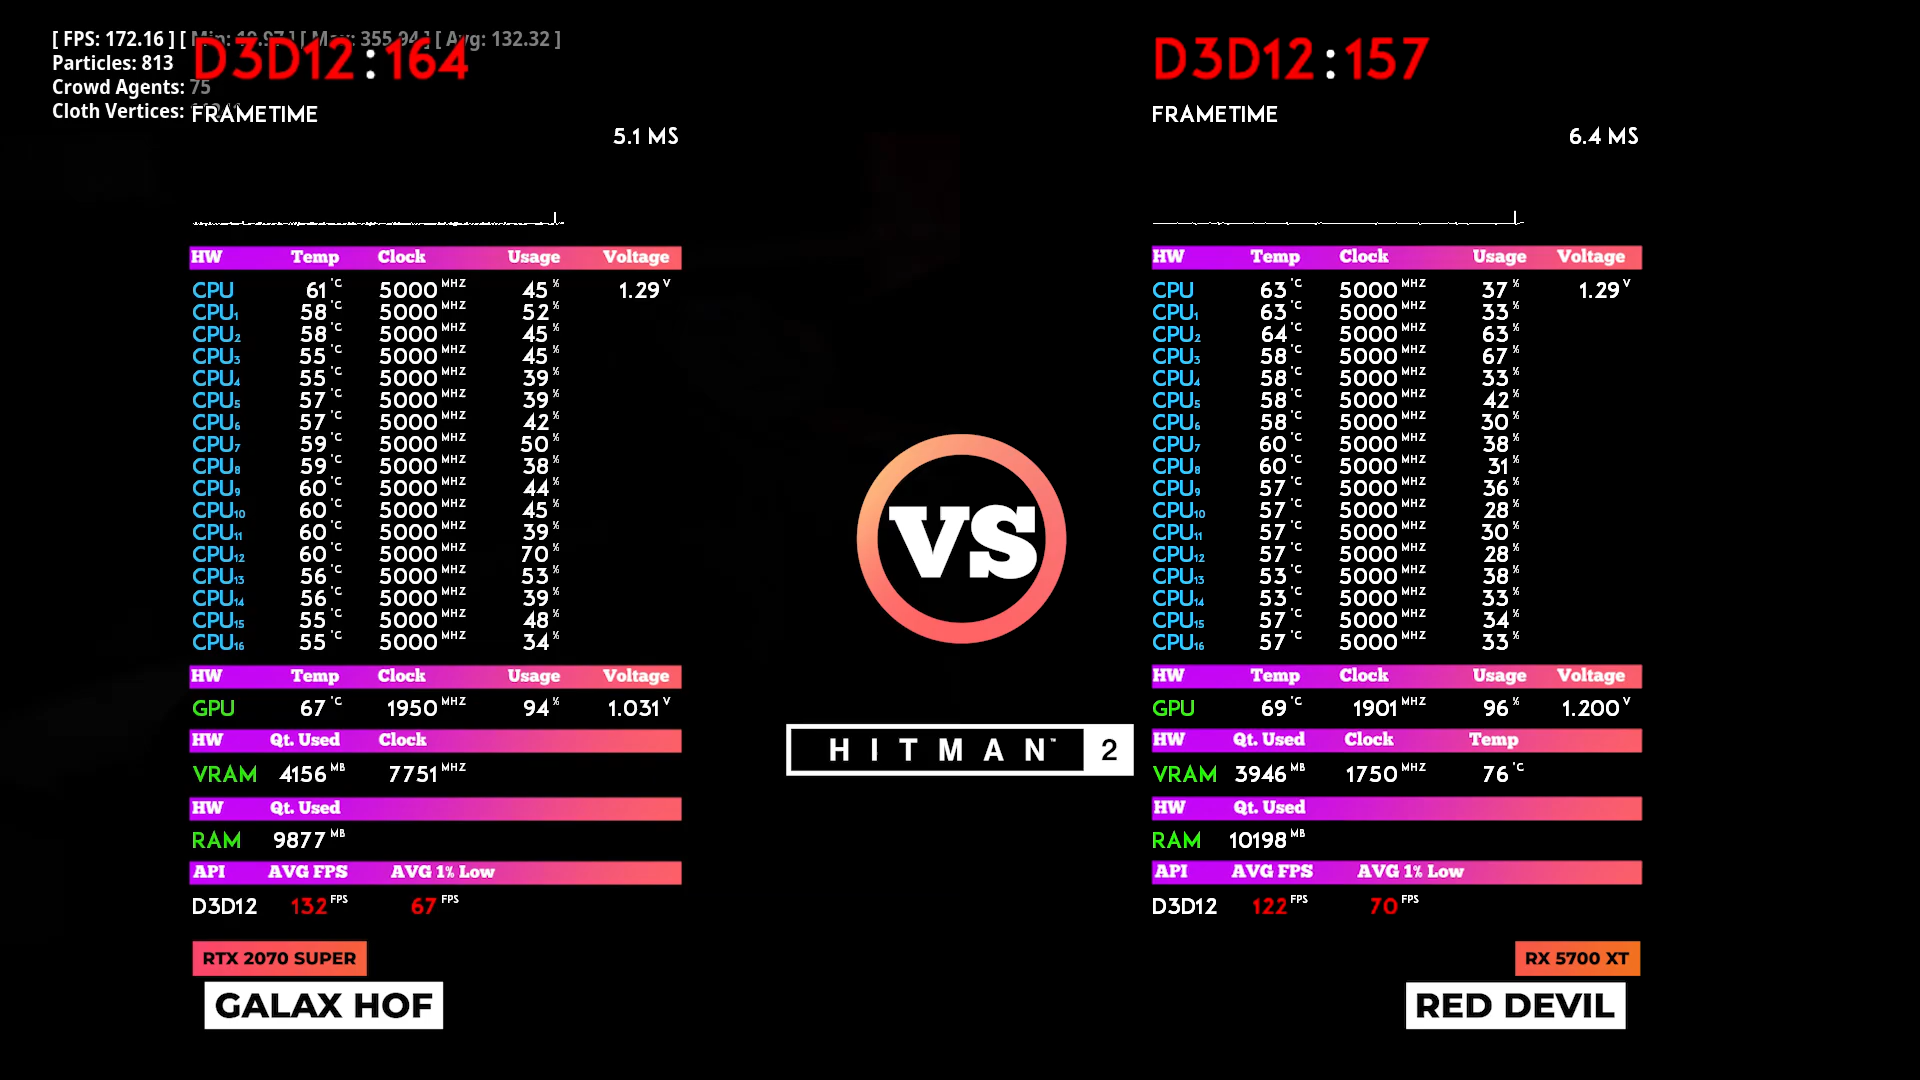 [ FPS: 172.16 ] [ Min: 19.97 ] [ Max: 355.94 ] [ Avg: 132.32 ]
Particles: 813
Crowd Agents: 75
Cloth Vertices:
D3D12:164
FRAMETIME
5.1 MS
HW Temp Clock Usage Voltage
CPU 61°C 5000 MHZ 45% 1.29 V
CPU1 58°C 5000 MHZ 52%
CPU2 58°C 5000 MHZ 45%
CPU3 55°C 5000 MHZ 45%
CPU4 55°C 5000 MHZ 39%
CPU5 57°C 5000 MHZ 39%
CPU6 57°C 5000 MHZ 42%
CPU7 59°C 5000 MHZ 50%
CPU8 59°C 5000 MHZ 38%
CPU9 60°C 5000 MHZ 44%
CPU10 60°C 5000 MHZ 45%
CPU11 60°C 5000 MHZ 39%
CPU12 60°C 5000 MHZ 70%
CPU13 56°C 5000 MHZ 53%
CPU14 56°C 5000 MHZ 39%
CPU15 55°C 5000 MHZ 48%
CPU16 55°C 5000 MHZ 34%
HW Temp Clock Usage Voltage
GPU 67°C 1950 MHZ 94% 1.031 V
HW Qt. Used Clock
VRAM 4156 MB 7751 MHZ
HW Qt. Used
RAM 9877 MB
API AVG FPS AVG 1% Low
D3D12 132 FPS 67 FPS
RTX 2070 SUPER
GALAX HOF
VS
HITMAN™ 2
D3D12:157
FRAMETIME
6.4 MS
HW Temp Clock Usage Voltage
CPU 63°C 5000 MHZ 37% 1.29 V
CPU1 63°C 5000 MHZ 33%
CPU2 64°C 5000 MHZ 63%
CPU3 58°C 5000 MHZ 67%
CPU4 58°C 5000 MHZ 33%
CPU5 58°C 5000 MHZ 42%
CPU6 58°C 5000 MHZ 30%
CPU7 60°C 5000 MHZ 38%
CPU8 60°C 5000 MHZ 31%
CPU9 57°C 5000 MHZ 36%
CPU10 57°C 5000 MHZ 28%
CPU11 57°C 5000 MHZ 30%
CPU12 57°C 5000 MHZ 28%
CPU13 53°C 5000 MHZ 38%
CPU14 53°C 5000 MHZ 33%
CPU15 57°C 5000 MHZ 34%
CPU16 57°C 5000 MHZ 33%
HW Temp Clock Usage Voltage
GPU 69°C 1901 MHZ 96% 1.200 V
HW Qt. Used Clock Temp
VRAM 3946 MB 1750 MHZ 76°C
HW Qt. Used
RAM 10198 MB
API AVG FPS AVG 1% Low
D3D12 122 FPS 70 FPS
RX 5700 XT
RED DEVIL